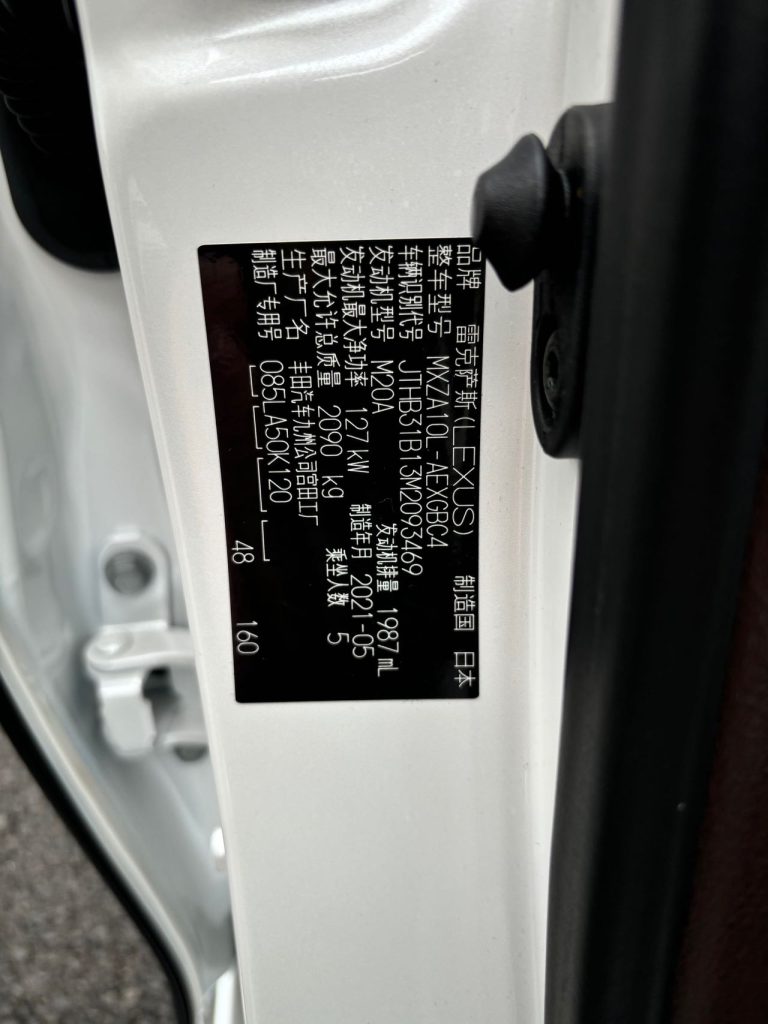 品牌 雷克萨斯(LEXUS) 制造国 日本
整车型号 MXZA10L-AEXGBC4
车辆识别代号 JTHB31B13M2093469
发动机型号 M20A 发动机排量 1987 mL
发动机最大净功率 127 kW 制造年月 2021-05
最大允许总质量 2090 kg 乘坐人数 5
生产厂名 丰田汽车九州公司宫田工厂
制造厂专用号 085LA50K120
48 160